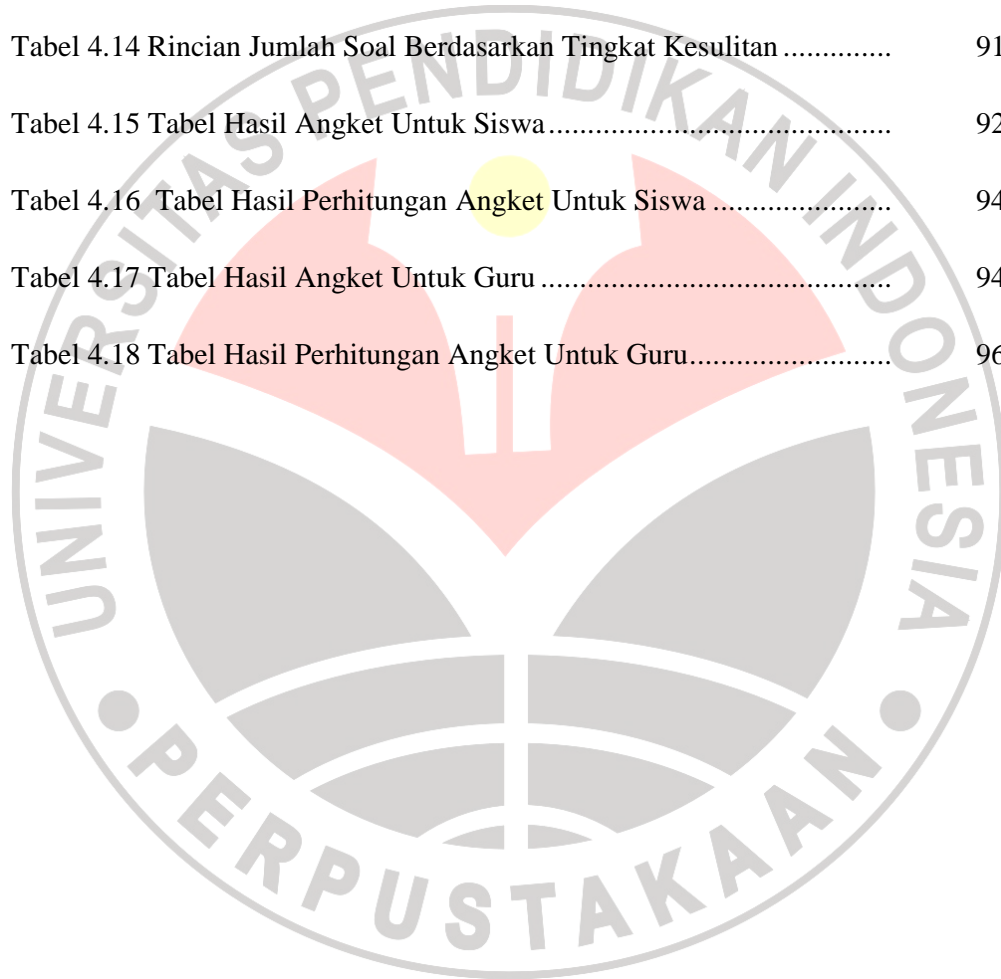 Tabel 4.14 Rincian Jumlah Soal Berdasarkan Tingkat Kesulitan .............. 91
Tabel 4.15 Tabel Hasil Angket Untuk Siswa ........................................... 92
Tabel 4.16  Tabel Hasil Perhitungan Angket Untuk Siswa ...................... 94
Tabel 4.17 Tabel Hasil Angket Untuk Guru ............................................ 94
Tabel 4.18 Tabel Hasil Perhitungan Angket Untuk Guru ......................... 96
UNIVERSITAS PENDIDIKAN INDONESIA
PERPUSTAKAAN